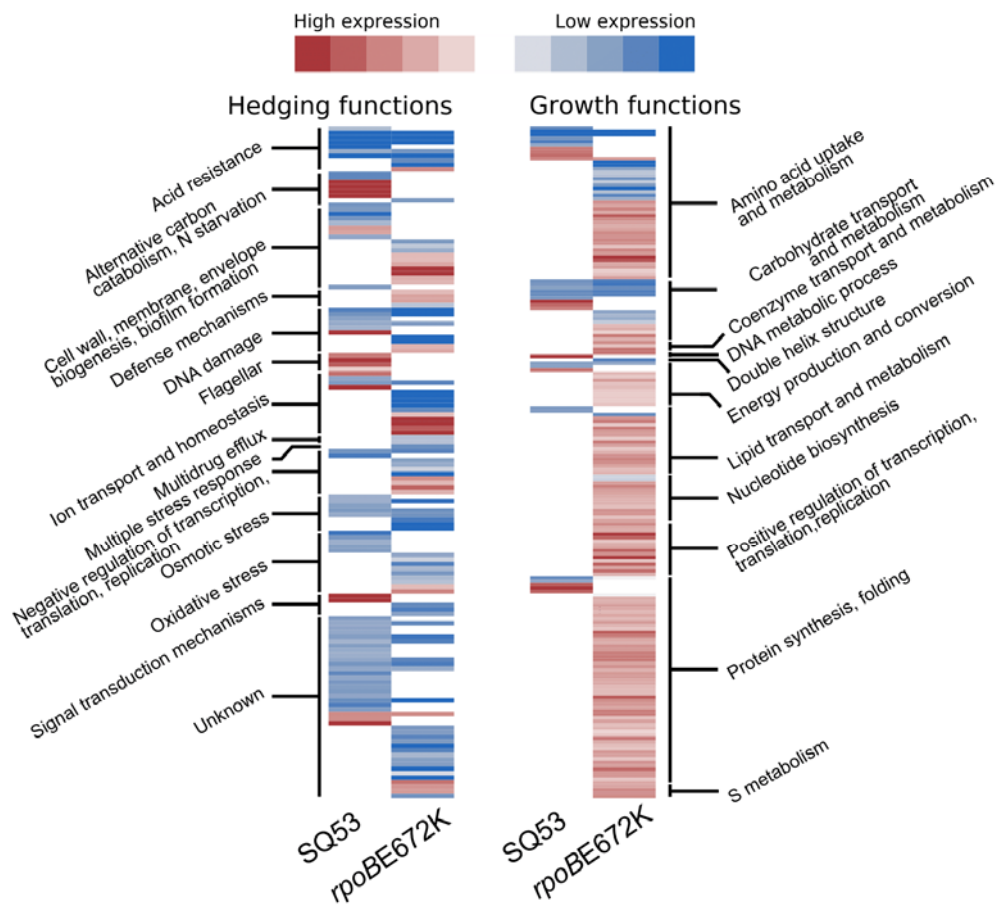 High expression
Low expression
Hedging functions
Growth functions
Acid resistance
Alternative carbon
catabolism, N starvation
Cell wall, membrane, envelope
biogenesis, biofilm formation
Defense mechanisms
DNA damage
Flagellar
Ion transport and homeostasis
Multidrug efflux
Multiple stress response
Negative regulation of transcription,
translation, replication
Osmotic stress
Oxidative stress
Signal transduction mechanisms
Unknown
Amino acid uptake
and metabolism
Carbohydrate transport
and metabolism
Coenzyme transport and metabolism
DNA metabolic process
Double helix structure
Energy production and conversion
Lipid transport and metabolism
Nucleotide biosynthesis
Positive regulation of transcription,
translation,replication
Protein synthesis, folding
S metabolism
SQ53
rpoBE672K
SQ53
rpoBE672K